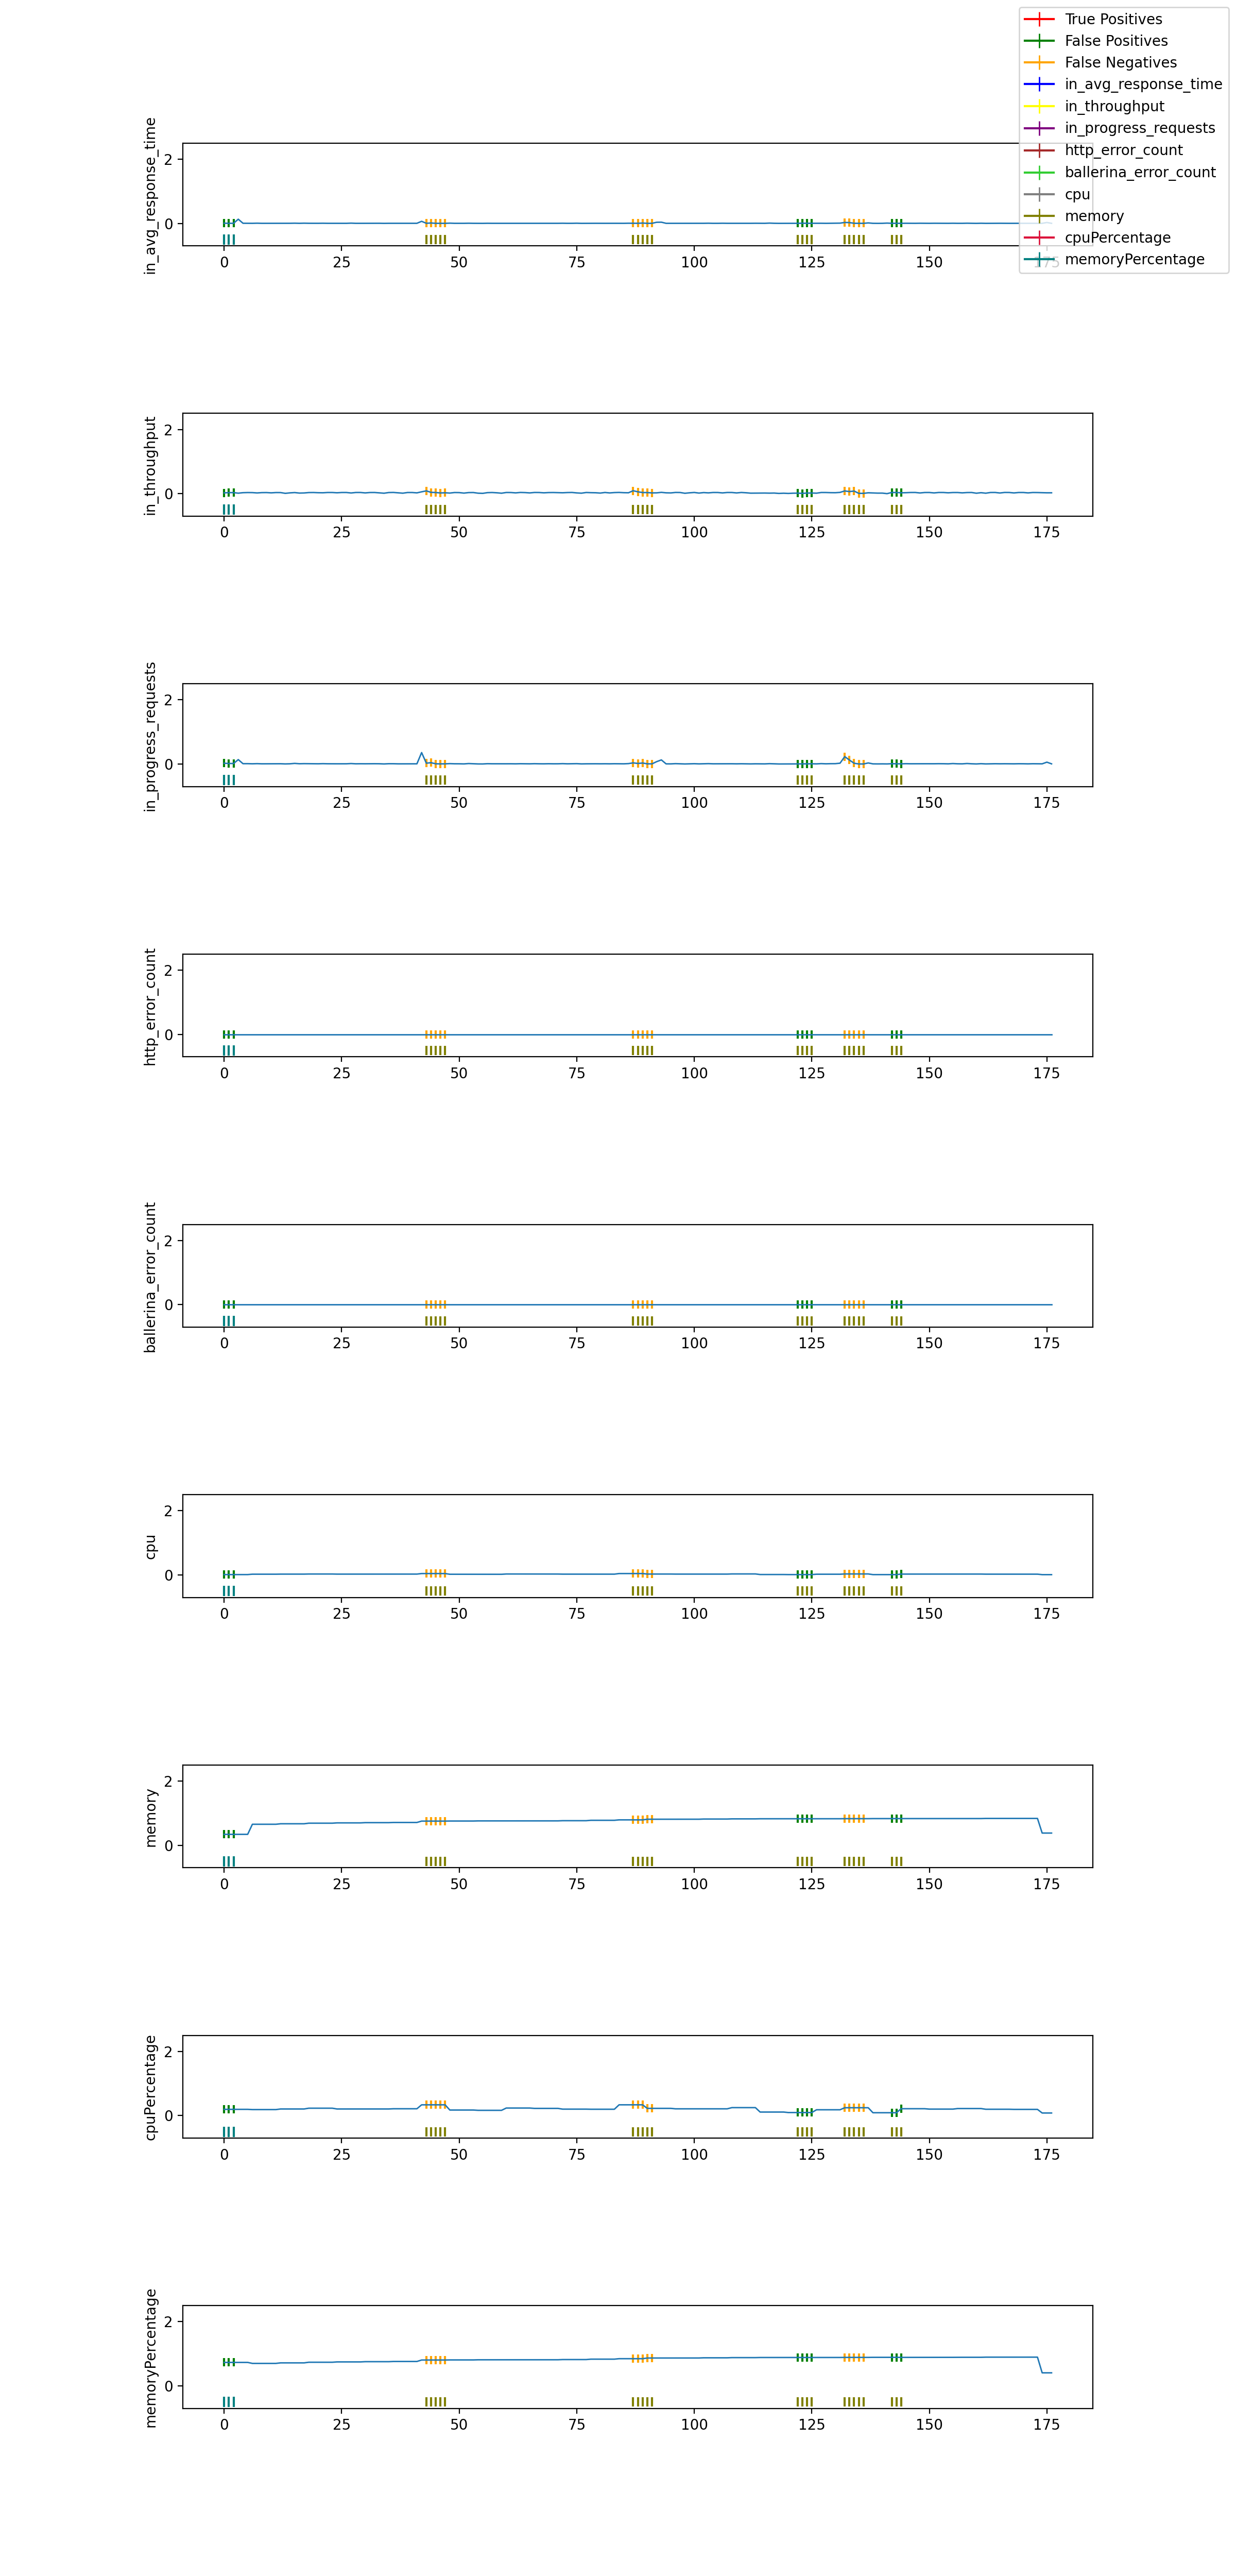 True Positives
False Positives
False Negatives
in_avg_response_time
in_throughput
in_progress_requests
http_error_count
ballerina_error_count
cpu
memory
cpuPercentage
memoryPercentage
in_avg_response_time
2
0
0 25 50 75 100 125 150 175
in_throughput
2
0
0 25 50 75 100 125 150 175
in_progress_requests
2
0
0 25 50 75 100 125 150 175
http_error_count
2
0
0 25 50 75 100 125 150 175
ballerina_error_count
2
0
0 25 50 75 100 125 150 175
cpu
2
0
0 25 50 75 100 125 150 175
memory
2
0
0 25 50 75 100 125 150 175
cpuPercentage
2
0
0 25 50 75 100 125 150 175
memoryPercentage
2
0
0 25 50 75 100 125 150 175